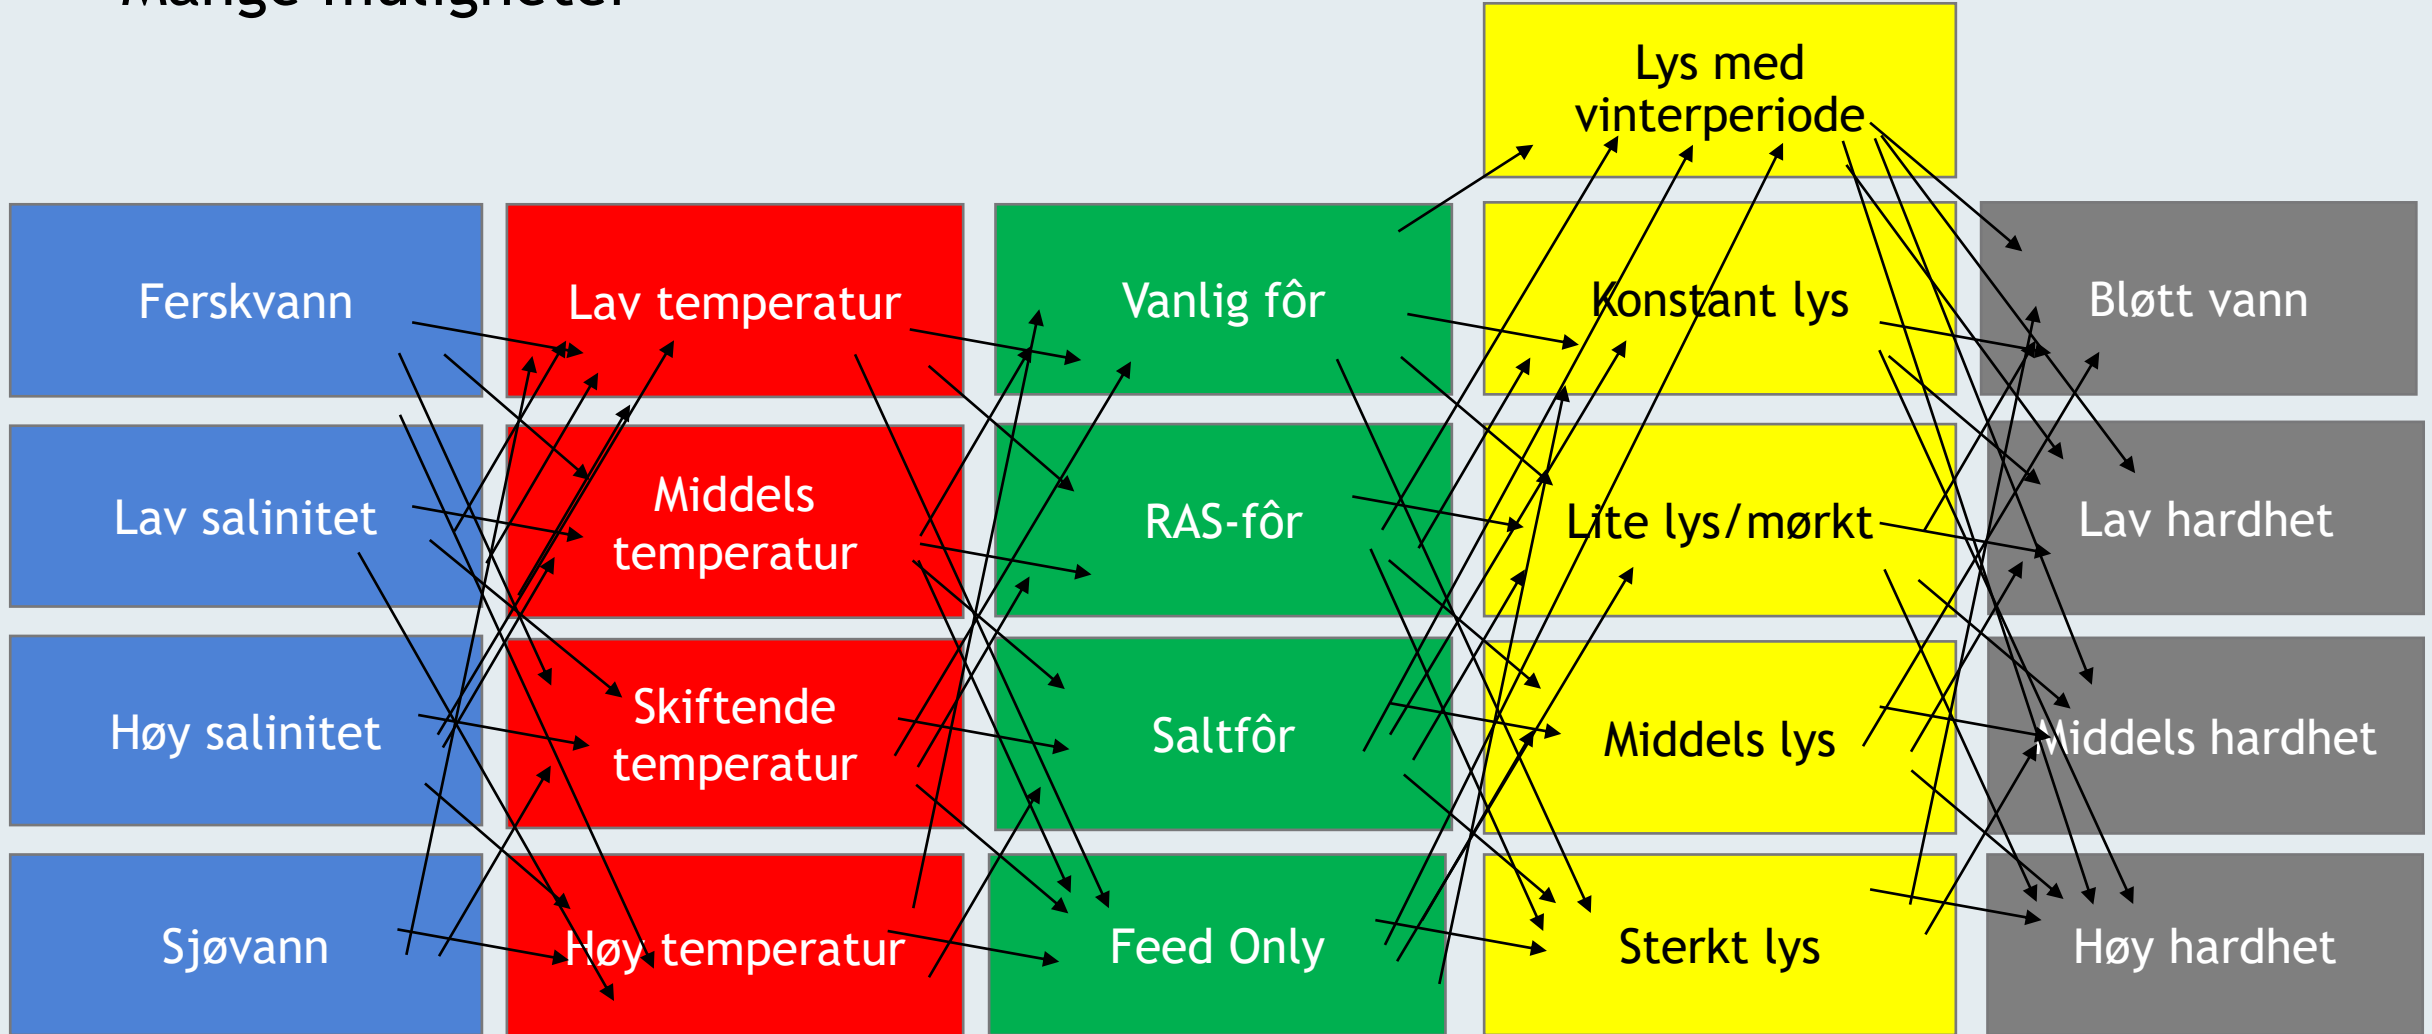 Mange muligheter
Lys med
vinterperiode
Ferskvann
Lav temperatur
Vanlig fôr
Konstant lys
Bløtt vann
Lav salinitet
Middels
temperatur
RAS-fôr
Lite lys/mørkt
Lav hardhet
Høy salinitet
Skiftende
temperatur
Saltfôr
Middels lys
Middels hardhet
Sjøvann
Høy temperatur
Feed Only
Sterkt lys
Høy hardhet